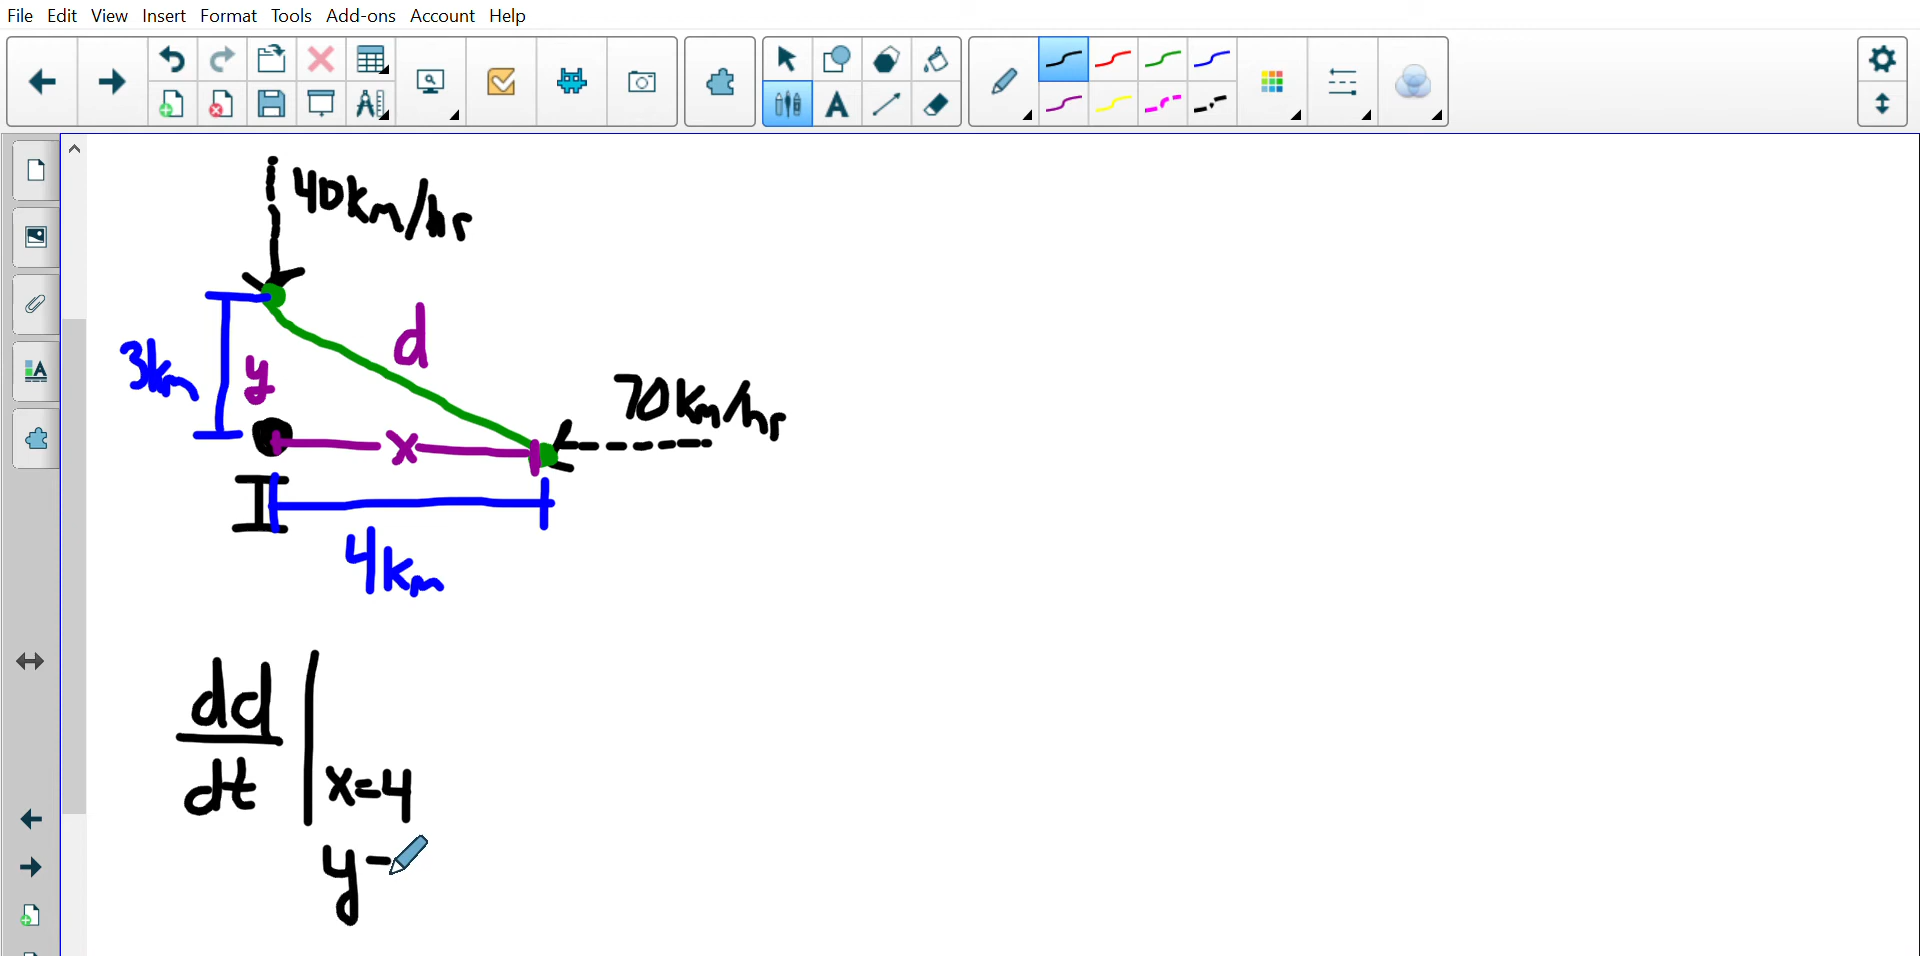 File Edit View Insert Format Tools Add-ons Account Help
40km/hr
d
3km
y
70km/hr
x
I
4km
dd
dt
x=4
y-